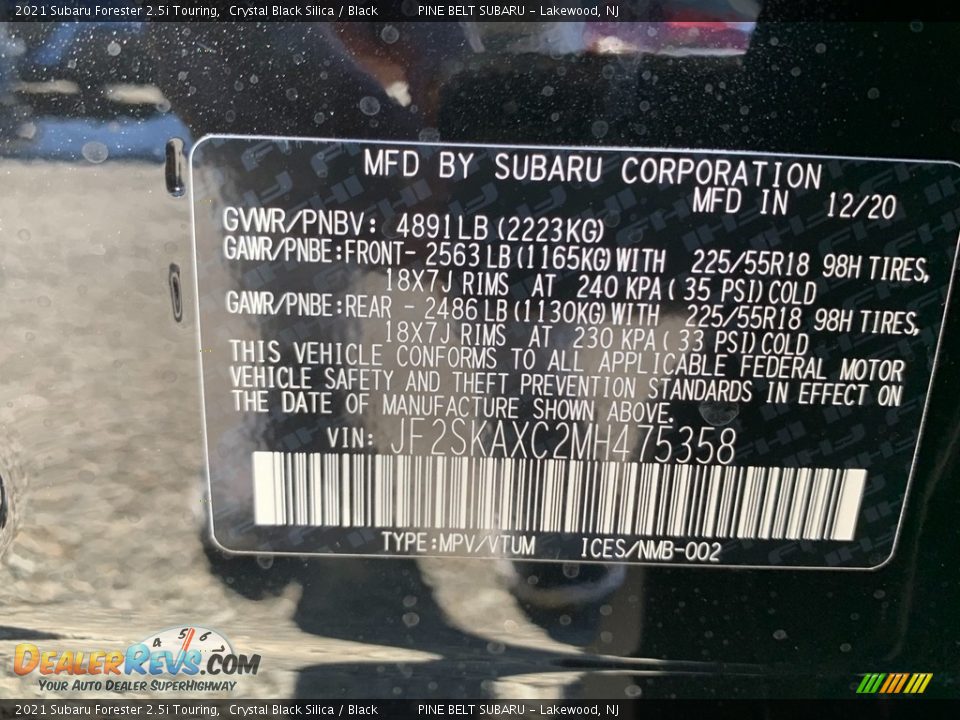 2021 Subaru Forester 2.5i Touring, Crystal Black Silica / Black PINE BELT SUBARU - Lakewood, NJ
MFD BY SUBARU CORPORATION
MFD IN 12/20
GVWR/PNBV: 4891LB (2223KG)
GAWR/PNBE:FRONT- 2563 LB (1165KG) WITH 225/55R18 98H TIRES,
18X7J RIMS AT 240 KPA ( 35 PSI) COLD
GAWR/PNBE:REAR - 2486 LB (1130KG) WITH 225/55R18 98H TIRES,
18X7J RIMS AT 230 KPA ( 33 PSI) COLD
THIS VEHICLE CONFORMS TO ALL APPLICABLE FEDERAL MOTOR
VEHICLE SAFETY AND THEFT PREVENTION STANDARDS IN EFFECT ON
THE DATE OF MANUFACTURE SHOWN ABOVE.
VIN: JF2SKAXC2MH475358
TYPE:MPV/VTUM ICES/NMB-002
4 5 6
DEALERREVS.COM
YOUR AUTO DEALER SUPERHIGHWAY
2021 Subaru Forester 2.5i Touring, Crystal Black Silica / Black PINE BELT SUBARU - Lakewood, NJ